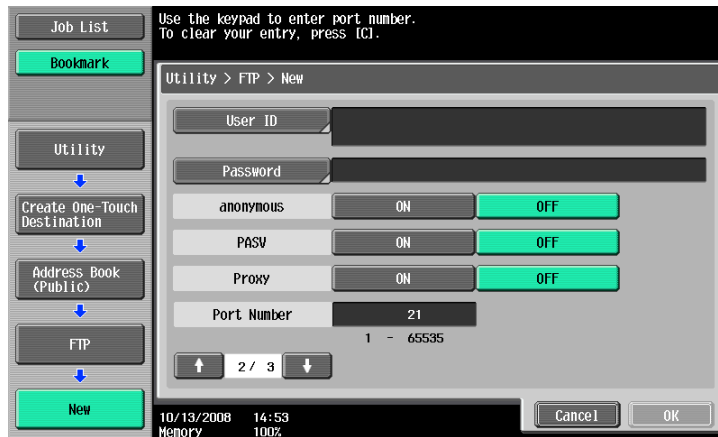 Job List
Bookmark
Use the keypad to enter port number.
To clear your entry, press [C].
Utility > FTP > New
Utility
Create One-Touch
Destination
Address Book
(Public)
FTP
New
User ID
Password
anonymous ON OFF
PASV ON OFF
Proxy ON OFF
Port Number 21
1 - 65535
2/ 3
10/13/2008 14:53
Memory 100%
Cancel OK